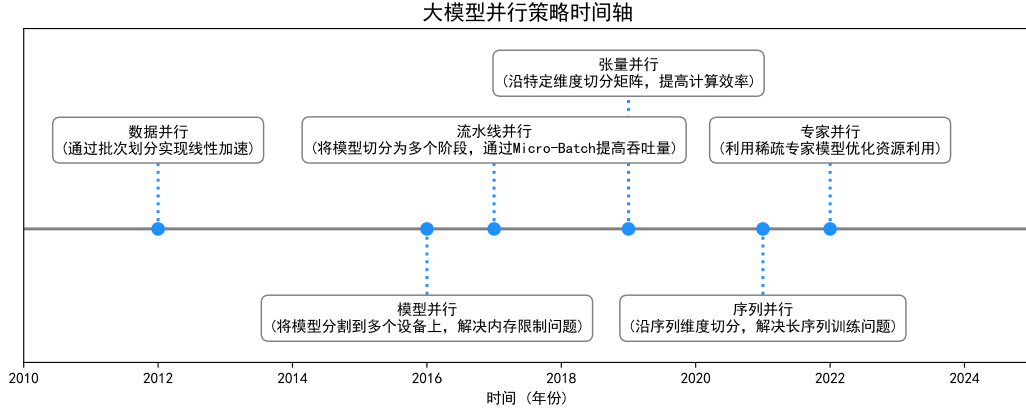 大模型并行策略时间轴
张量并行
(沿特定维度切分矩阵，提高计算效率)
数据并行
(通过批次划分实现线性加速)
流水线并行
(将模型切分为多个阶段，通过Micro-Batch提高吞吐量)
专家并行
(利用稀疏专家模型优化资源利用)
模型并行
(将模型分割到多个设备上，解决内存限制问题)
序列并行
(沿序列维度切分，解决长序列训练问题)
2010 2012 2014 2016 2018 2020 2022 2024
时间 (年份)